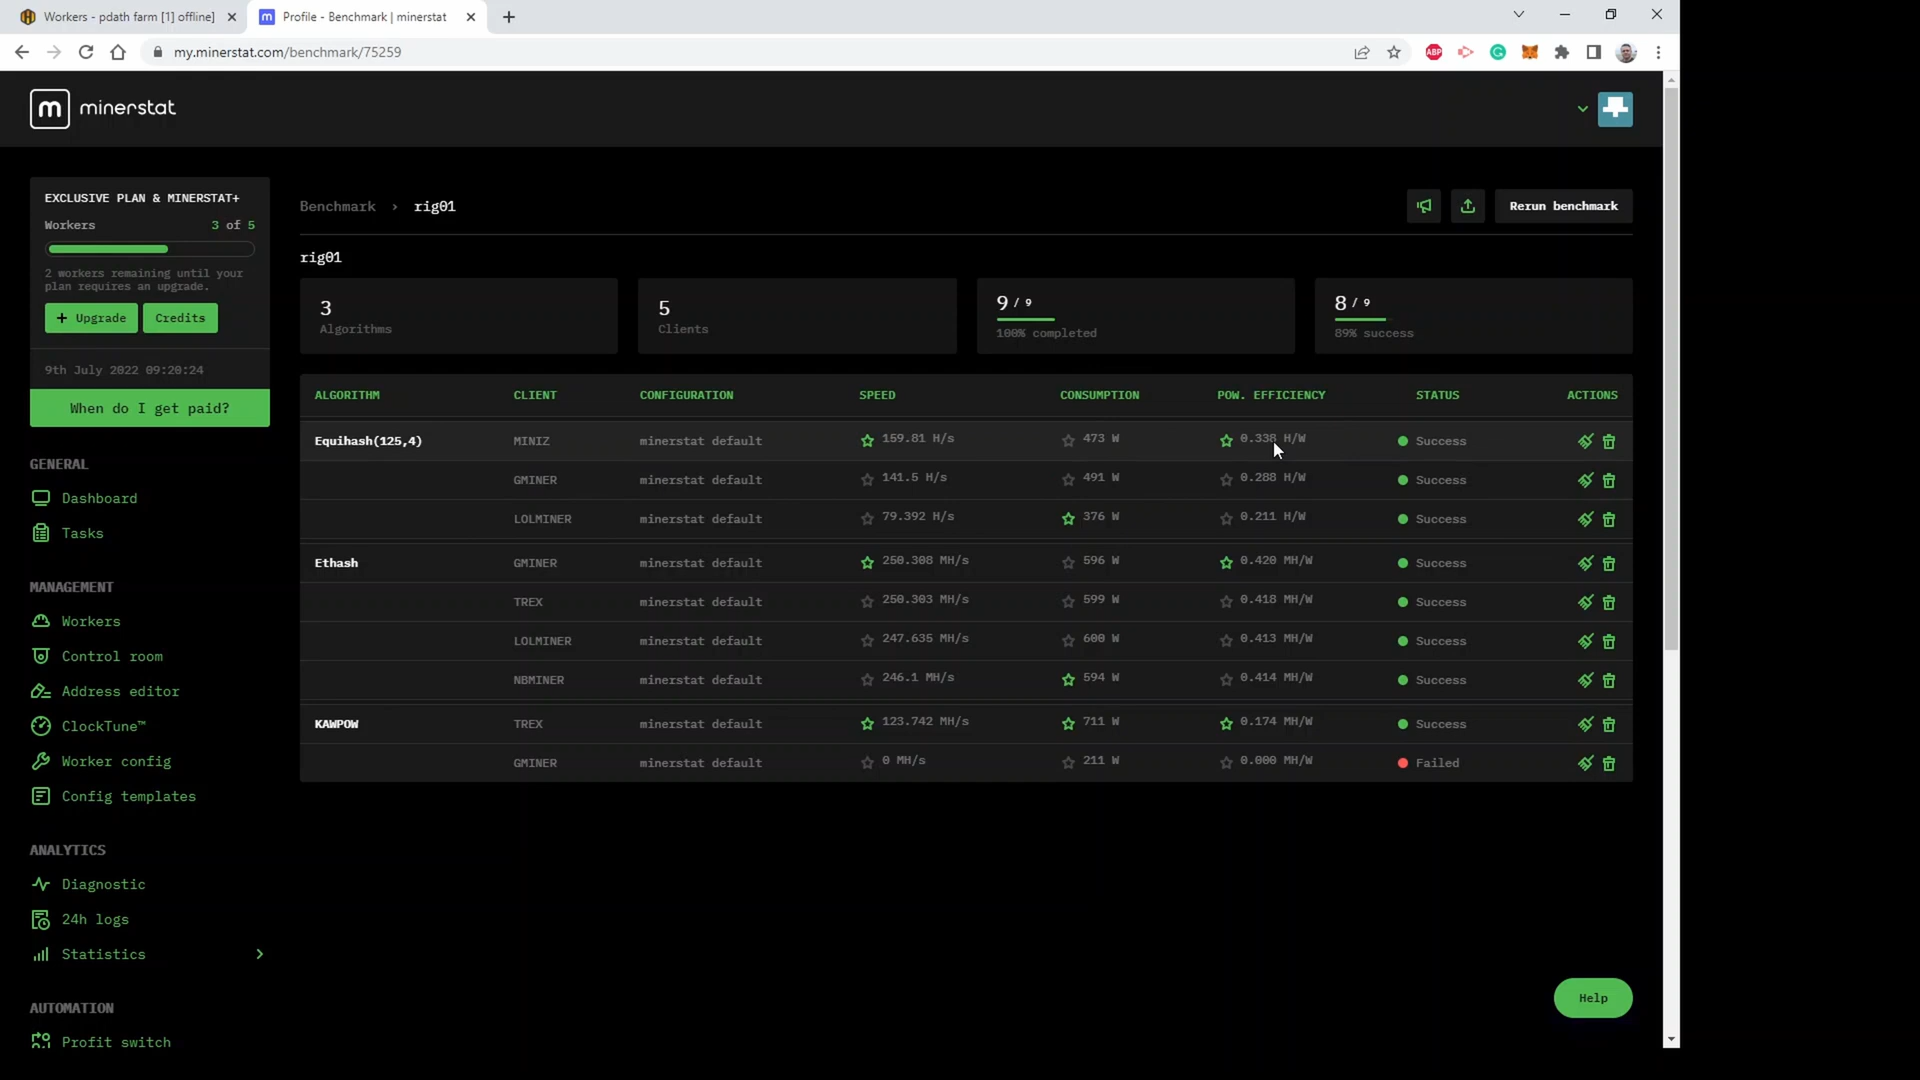 Workers - pdath farm [1] offline]
Profile - Benchmark | minerstat
my.minerstat.com/benchmark/75259
ABP
m minerstat
EXCLUSIVE PLAN & MINERSTAT+
Workers 3 of 5
2 workers remaining until your
plan requires an upgrade.
+ Upgrade Credits
9th July 2022 09:20:24
When do I get paid?
GENERAL
Dashboard
Tasks
MANAGEMENT
Workers
Control room
Address editor
ClockTune™
Worker config
Config templates
ANALYTICS
Diagnostic
24h logs
Statistics
AUTOMATION
Profit switch
Benchmark › rig01
Rerun benchmark
rig01
3
Algorithms
5
Clients
9 / 9
100% completed
8 / 9
89% success
ALGORITHM CLIENT CONFIGURATION SPEED CONSUMPTION POW. EFFICIENCY STATUS ACTIONS
Equihash(125,4) MINIZ minerstat default 159.81 H/s 473 W 0.338 H/W Success
GMINER minerstat default 141.5 H/s 491 W 0.288 H/W Success
LOLMINER minerstat default 79.392 H/s 376 W 0.211 H/W Success
Ethash GMINER minerstat default 250.308 MH/s 596 W 0.420 MH/W Success
TREX minerstat default 250.303 MH/s 599 W 0.418 MH/W Success
LOLMINER minerstat default 247.635 MH/s 600 W 0.413 MH/W Success
NBMINER minerstat default 246.1 MH/s 594 W 0.414 MH/W Success
KAWPOW TREX minerstat default 123.742 MH/s 711 W 0.174 MH/W Success
GMINER minerstat default 0 MH/s 211 W 0.000 MH/W Failed
Help